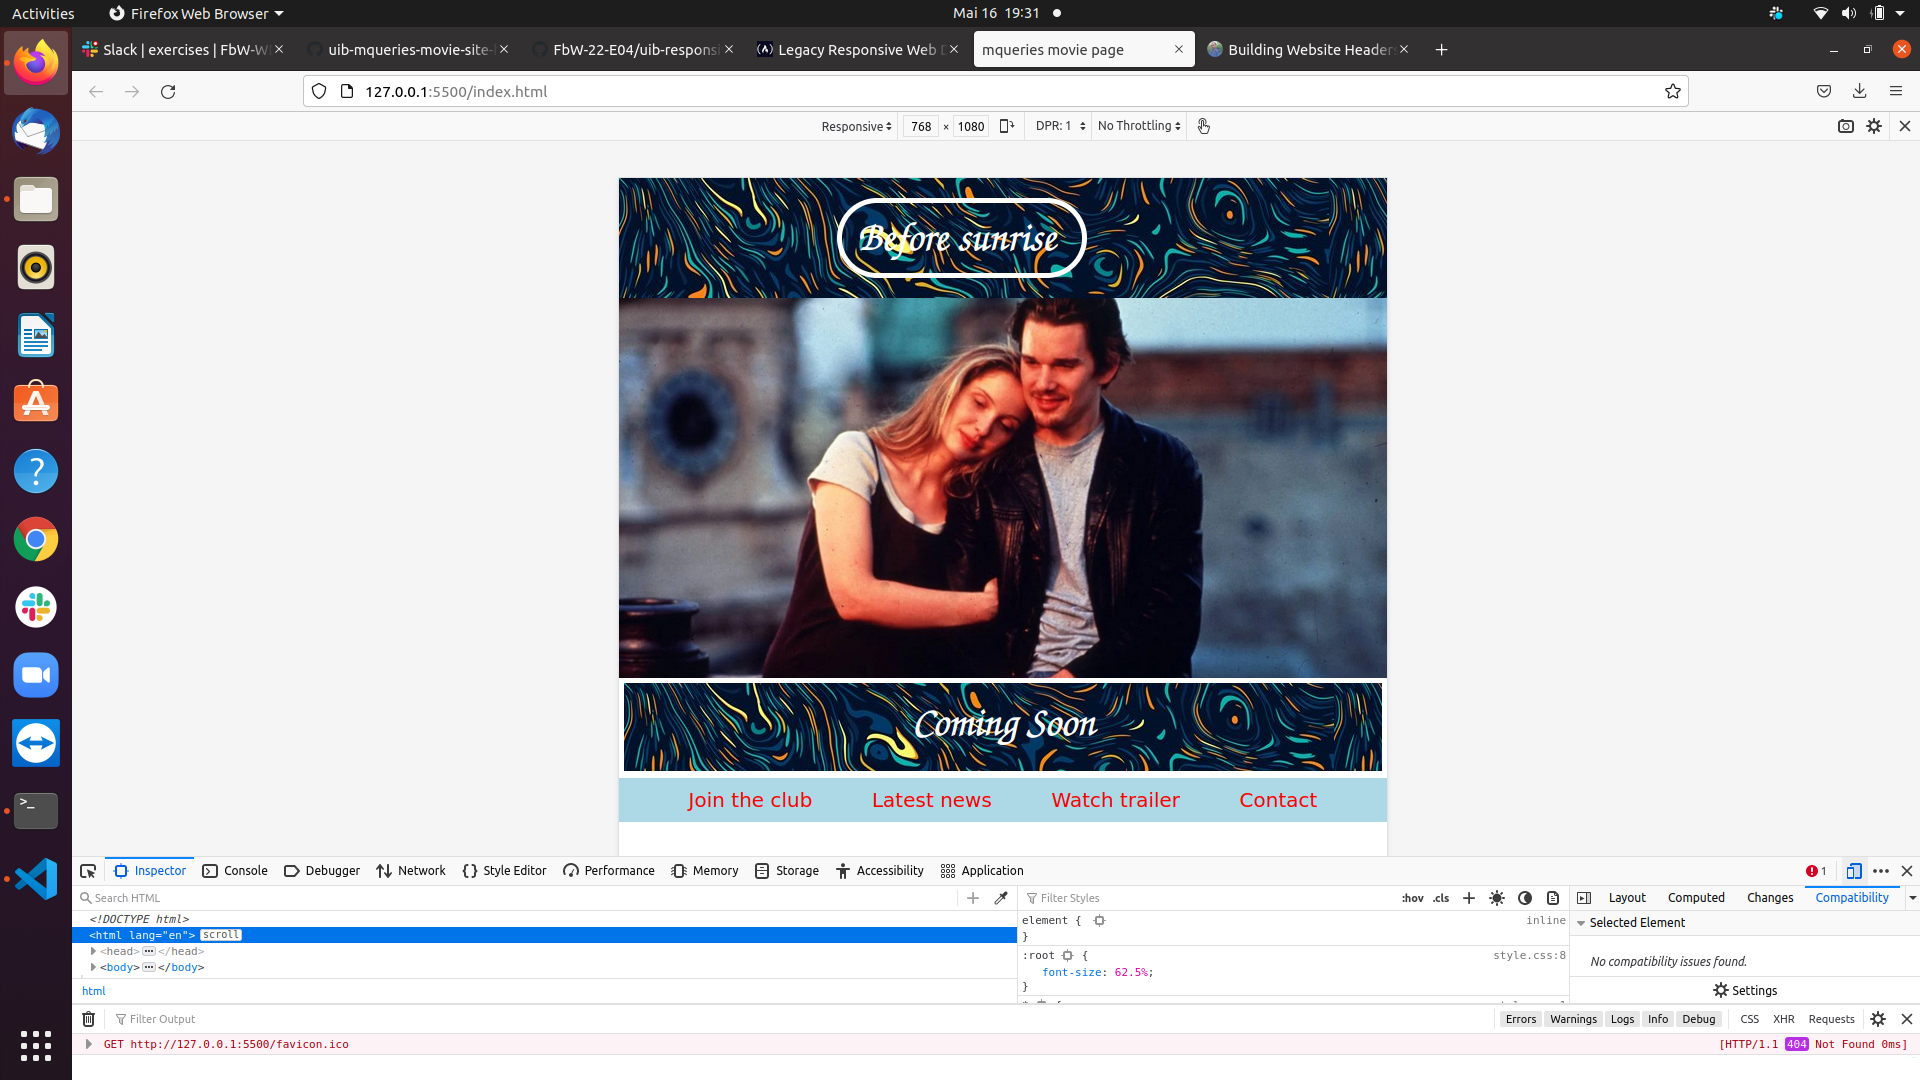 Activities
Firefox Web Browser
Mai 16 19:31
Slack | exercises | FbW-W
uib-mqueries-movie-site-
FbW-22-E04/uib-responsi
Legacy Responsive Web D
mqueries movie page
Building Website Headers
127.0.0.1:5500/index.html
Responsive
768 × 1080
DPR: 1
No Throttling
Before sunrise
Coming Soon
Join the club
Latest news
Watch trailer
Contact
Inspector
Console
Debugger
Network
Style Editor
Performance
Memory
Storage
Accessibility
Application
1
Search HTML
Filter Styles
:hov .cls
Layout
Computed
Changes
Compatibility
<!DOCTYPE html>
<html lang="en"> scroll
<head> ••• </head>
<body> ••• </body>
html
element {
inline
}
:root {
style.css:8
font-size: 62.5%;
}
Selected Element
No compatibility issues found.
Settings
Filter Output
Errors
Warnings
Logs
Info
Debug
CSS
XHR
Requests
GET http://127.0.0.1:5500/favicon.ico
[HTTP/1.1 404 Not Found 0ms]